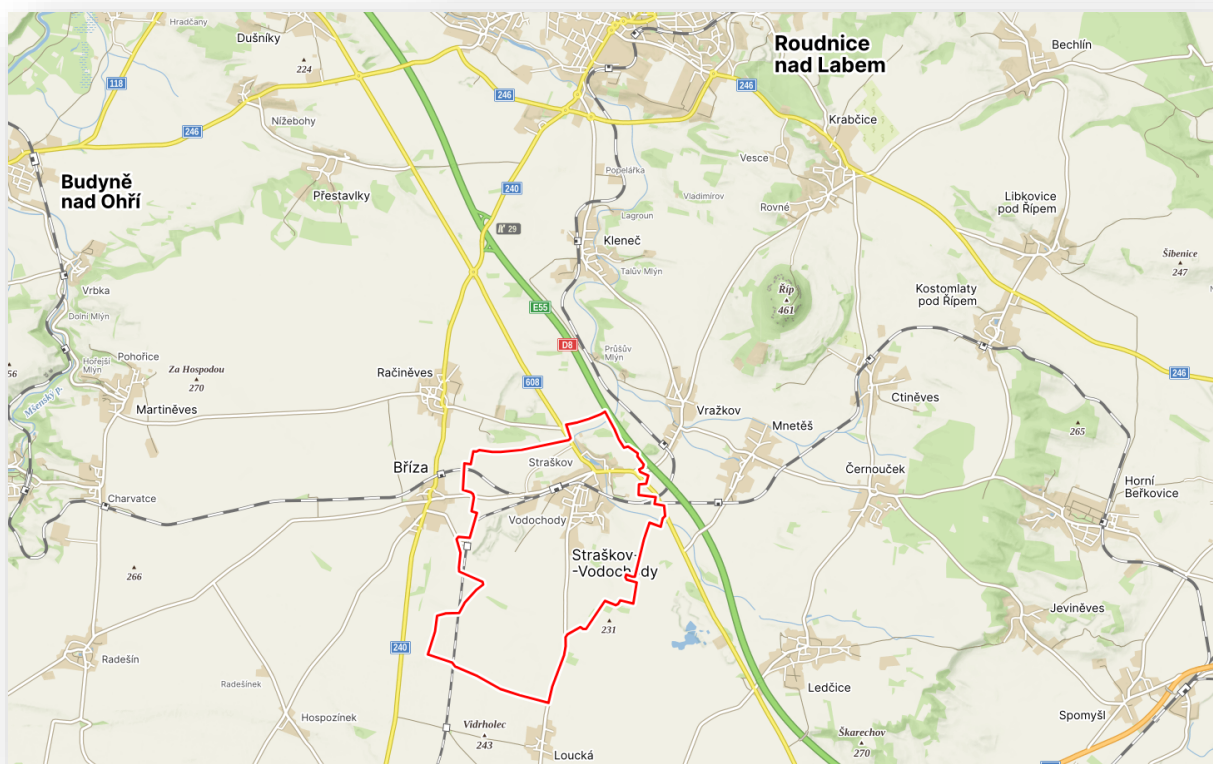 Hradčany
Dušníky
224
118
246
Nížebohy
246
246
Roudnice
nad Labem
Bechlín
Krabčice
Vesce
Budyně
nad Ohří
Přestavlky
240
Popelářka
Vladimírov
Rovné
Lagroun
Libkovice
pod Řípem
29
Kleneč
Talův Mlýn
Šibenice
247
Vrbka
Dolní Mlýn
E55
Říp
461
Kostomlaty
pod Řípem
D8
Průšův
Mlýn
Hořejší
Mlýn
Pohořice
Za Hospodou
270
Račiněves
608
246
56
Mšenský p.
Martiněves
Vražkov
Ctiněves
Mnetěš
265
Bříza
Straškov
Černouček
Horní
Beřkovice
Charvatce
Vodochody
Straškov-
-Vodochody
266
231
Jeviněves
240
Radešín
Radešínek
Ledčice
Hospozínek
Spomyšl
Vidrholec
243
Škarechov
270
Loucká